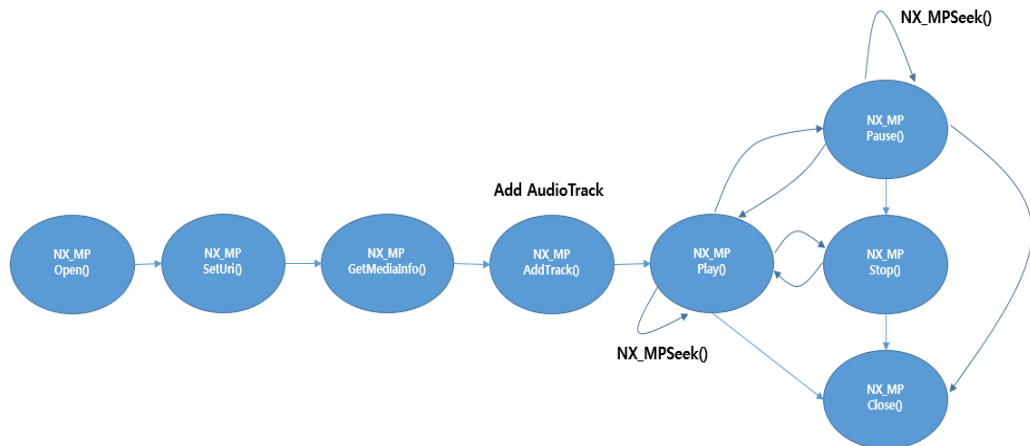 NX_MPSeek()
NX_MP
Pause()
Add AudioTrack
NX_MP
Open()
NX_MP
SetUri()
NX_MP
GetMediaInfo()
NX_MP
AddTrack()
NX_MP
Play()
NX_MP
Stop()
NX_MPSeek()
NX_MP
Close()